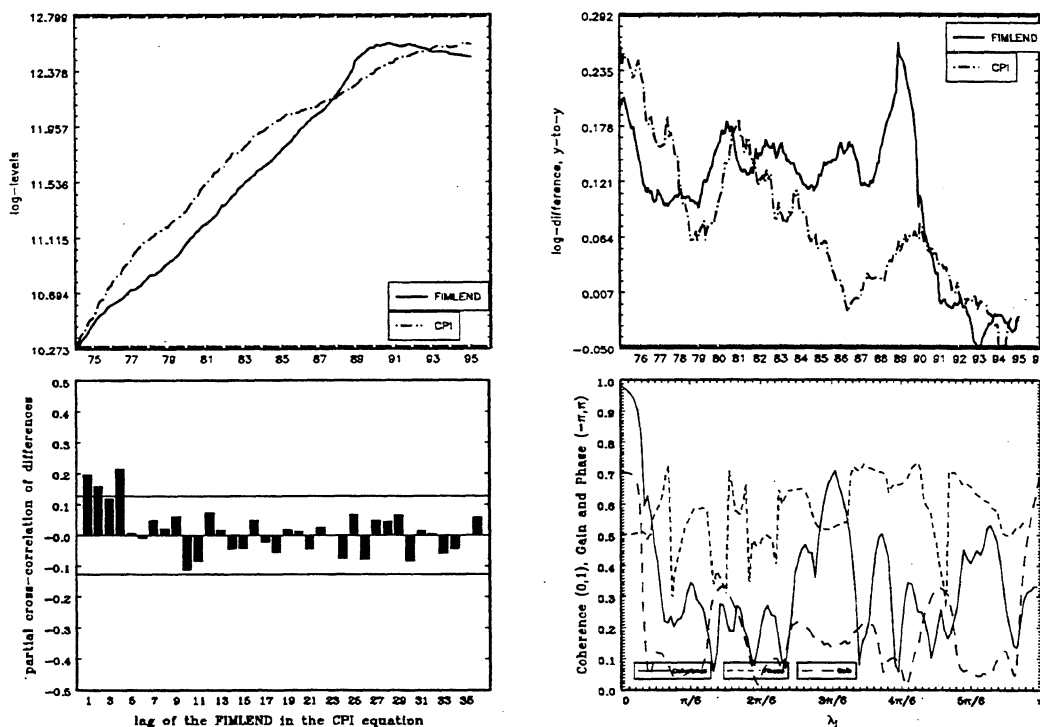 12.799
12.378
11.957
11.536
11.115
10.694
10.273
log-levels
FIMLEND
CPI
75 77 79 81 83 85 87 89 91 93 95
0.292
0.235
0.178
0.121
0.064
0.007
-0.050
log-difference, y-to-y
FIMLEND
CPI
76 77 78 79 80 81 82 83 84 85 86 87 88 89 90 91 92 93 94 95 9
0.5
0.4
0.3
0.2
0.1
-0.0
-0.1
-0.2
-0.3
-0.4
-0.5
partial cross-correlation of differences
1 3 5 7 9 11 13 15 17 19 21 23 25 27 29 31 33 35
lag of the FIMLEND in the CPI equation
1.0
0.9
0.8
0.7
0.6
0.5
0.4
0.3
0.2
0.1
0.0
Coherence (0,1), Gain and Phase (-π,π)
Coherence
Phase
Gain
0 π/6 2π/6 3π/6 4π/6 5π/6 π
λj